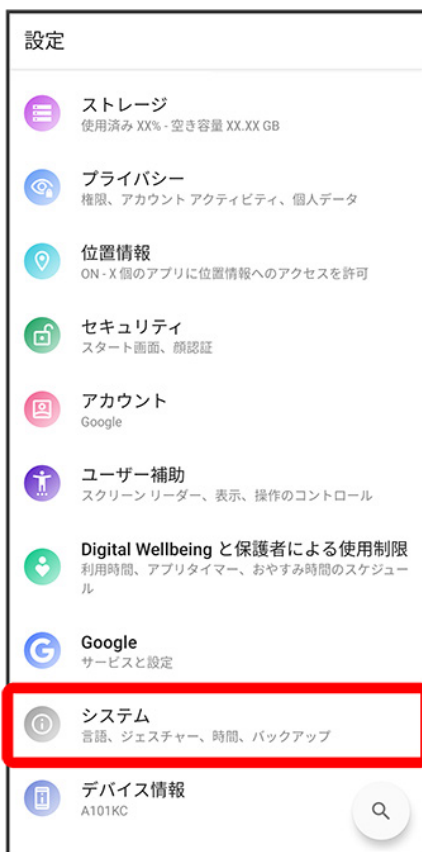 設定
ストレージ
使用済み XX% - 空き容量 XX.XX GB
プライバシー
権限、アカウント アクティビティ、個人データ
位置情報
ON - X 個のアプリに位置情報へのアクセスを許可
セキュリティ
スタート画面、顔認証
アカウント
Google
ユーザー補助
スクリーン リーダー、表示、操作のコントロール
Digital Wellbeing と保護者による使用制限
利用時間、アプリタイマー、おやすみ時間のスケジュー
ル
Google
サービスと設定
システム
言語、ジェスチャー、時間、バックアップ
デバイス情報
A101KC